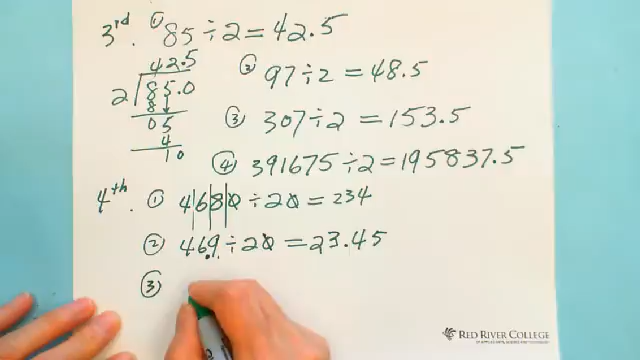 3rd. ① 85 ÷ 2 = 42.5
42.5
2 85.0
8
05
4
10
② 97 ÷ 2 = 48.5
③ 307 ÷ 2 = 153.5
④ 391675 ÷ 2 = 195837.5
4th. ① 4680 ÷ 20 = 234
② 469 ÷ 20 = 23.45
③
RED RIVER COLLEGE